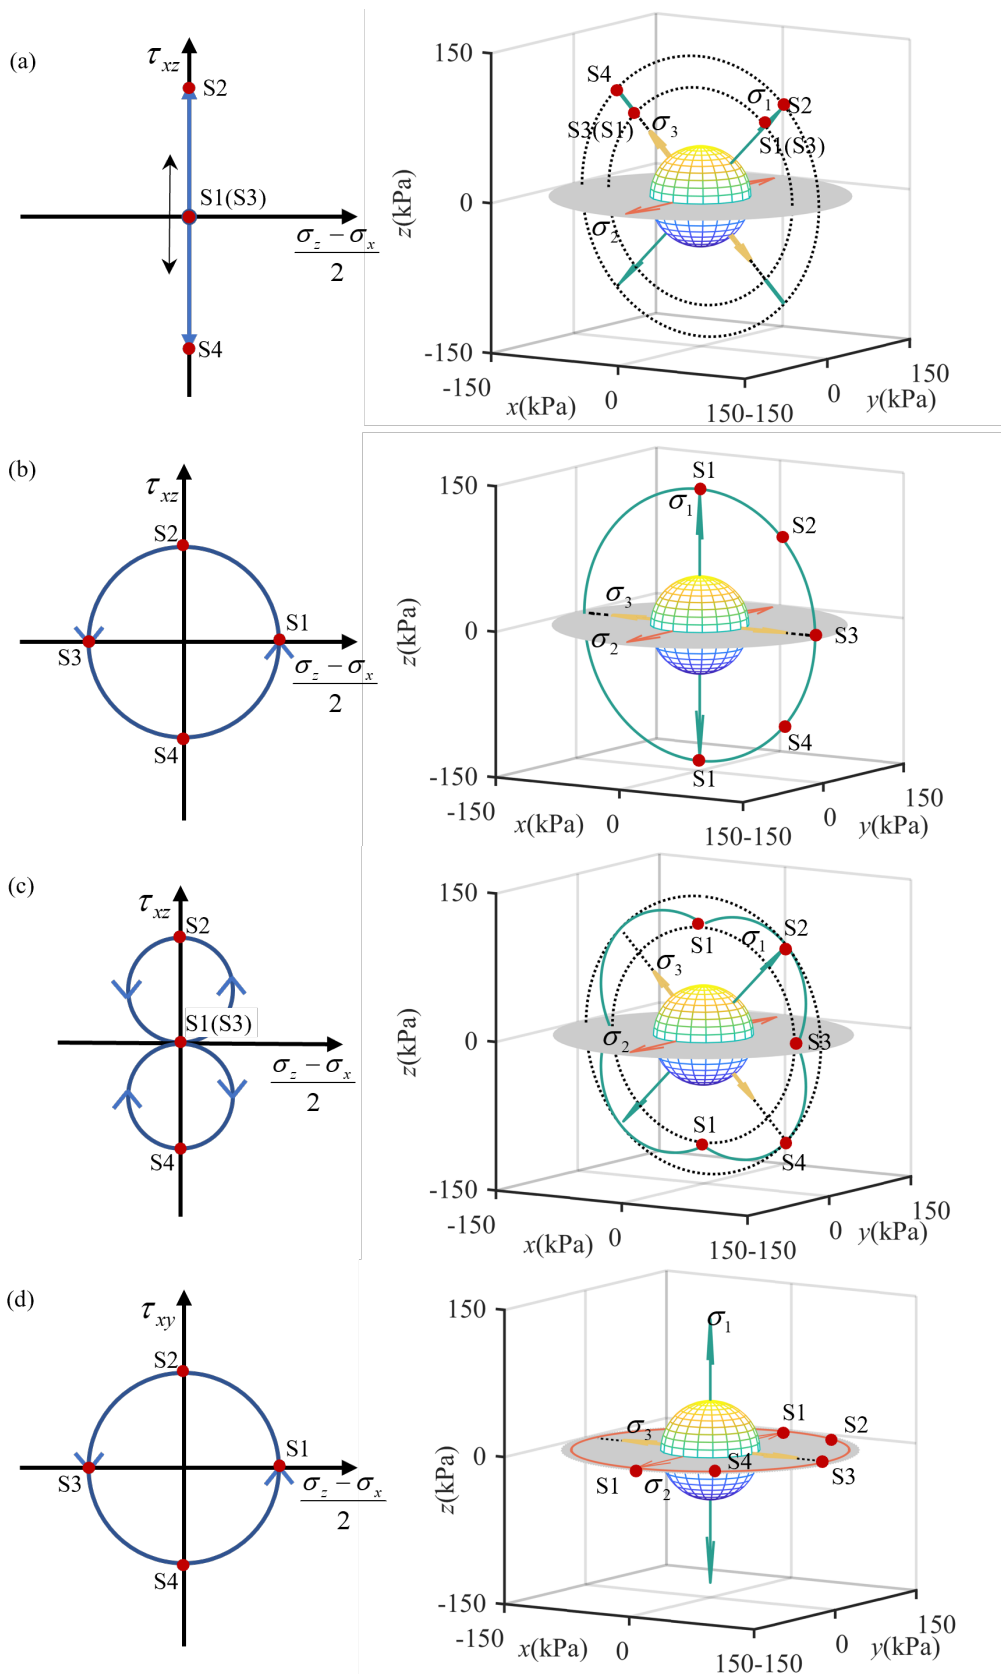 (a)
τxz
S2
S1(S3)
σz − σx
2
S4
150
0
-150
z(kPa)
S4
S3(S1)
σ3
σ1
S2
S1(S3)
σ2
-150
x(kPa)
0
150-150
0
y(kPa)
150
(b)
τxz
S2
S1
S3
σz − σx
2
S4
150
0
-150
z(kPa)
S1
σ1
S2
σ3
σ2
S3
S4
S1
-150
x(kPa)
0
150-150
0
y(kPa)
150
(c)
τxz
S2
S1(S3)
σz − σx
2
S4
150
0
-150
z(kPa)
S1
σ1
S2
σ3
σ2
S3
S1
S4
-150
x(kPa)
0
150-150
0
y(kPa)
150
(d)
τxy
S2
S1
S3
σz − σx
2
S4
150
0
-150
z(kPa)
σ1
S1
S2
σ3
S4
S3
S1
σ2
-150
x(kPa)
0
150-150
0
y(kPa)
150